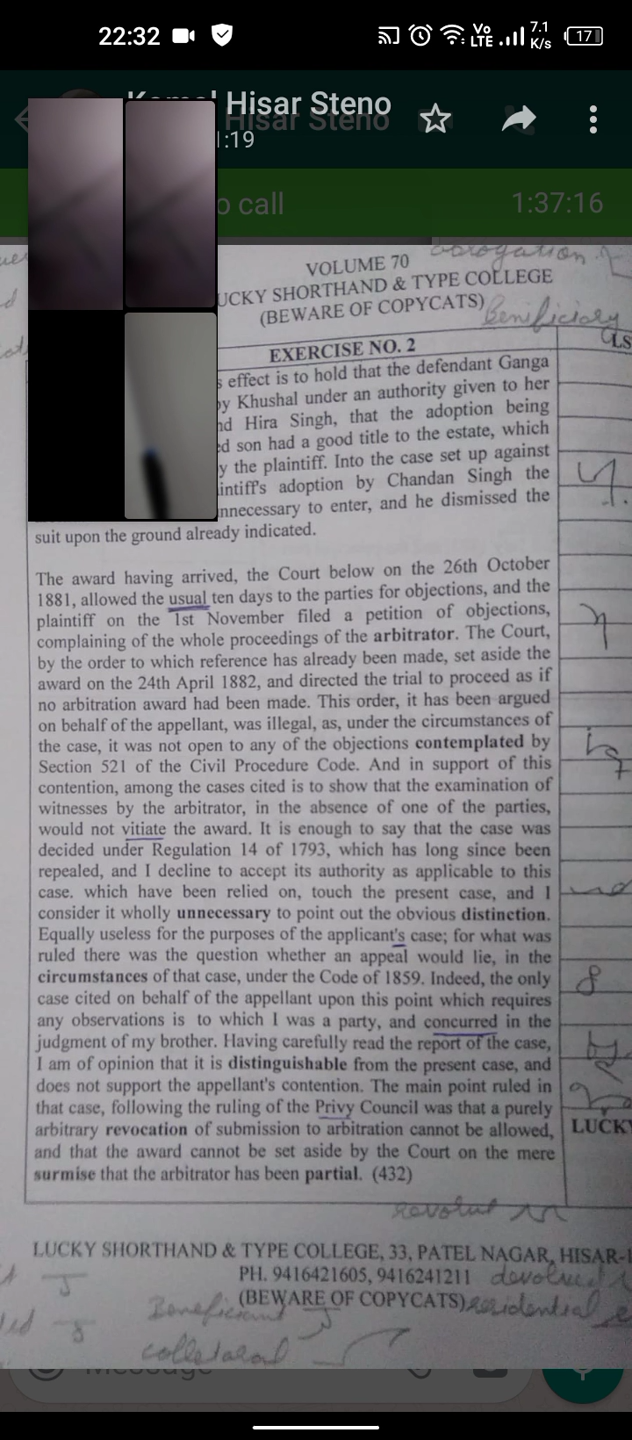 22:32
Vo LTE
7.1 K/s
17
Hisar Steno
1:19
o call
1:37:16
abrogation
VOLUME 70
UCKY SHORTHAND & TYPE COLLEGE
(BEWARE OF COPYCATS)
Benificiary
EXERCISE NO. 2
LS
s effect is to hold that the defendant Ganga
y Khushal under an authority given to her
nd Hira Singh, that the adoption being
ed son had a good title to the estate, which
y the plaintiff. Into the case set up against
intiff's adoption by Chandan Singh the
nnecessary to enter, and he dismissed the
suit upon the ground already indicated.
The award having arrived, the Court below on the 26th October
1881, allowed the usual ten days to the parties for objections, and the
plaintiff on the 1st November filed a petition of objections,
complaining of the whole proceedings of the arbitrator. The Court,
by the order to which reference has already been made, set aside the
award on the 24th April 1882, and directed the trial to proceed as if
no arbitration award had been made. This order, it has been argued
on behalf of the appellant, was illegal, as, under the circumstances of
the case, it was not open to any of the objections contemplated by
Section 521 of the Civil Procedure Code. And in support of this
contention, among the cases cited is to show that the examination of
witnesses by the arbitrator, in the absence of one of the parties,
would not vitiate the award. It is enough to say that the case was
decided under Regulation 14 of 1793, which has long since been
repealed, and I decline to accept its authority as applicable to this
case. which have been relied on, touch the present case, and I
consider it wholly unnecessary to point out the obvious distinction.
Equally useless for the purposes of the applicant's case; for what was
ruled there was the question whether an appeal would lie, in the
circumstances of that case, under the Code of 1859. Indeed, the only
case cited on behalf of the appellant upon this point which requires
any observations is to which I was a party, and concurred in the
judgment of my brother. Having carefully read the report of the case,
I am of opinion that it is distinguishable from the present case, and
does not support the appellant's contention. The main point ruled in
that case, following the ruling of the Privy Council was that a purely
arbitrary revocation of submission to arbitration cannot be allowed,
and that the award cannot be set aside by the Court on the mere
surmise that the arbitrator has been partial. (432)
LUCKY
LUCKY SHORTHAND & TYPE COLLEGE, 33, PATEL NAGAR, HISAR-1
PH. 9416421605, 9416241211
devolved
(BEWARE OF COPYCATS)
residential
Beneficient
collateral
Message